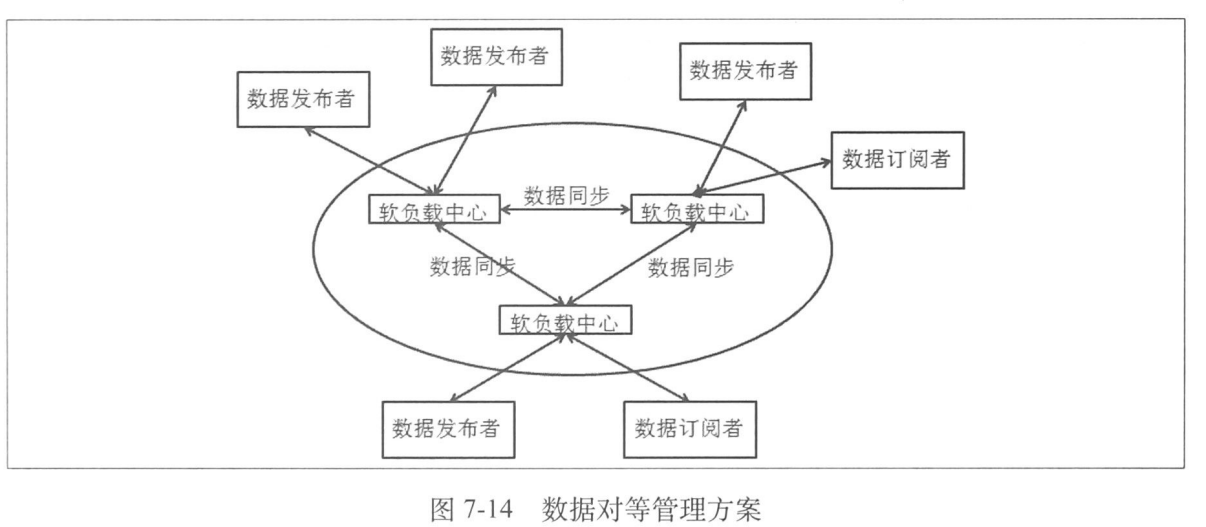 数据发布者
数据发布者
数据发布者
数据订阅者
软负载中心
数据同步
软负载中心
数据同步
数据同步
软负载中心
数据发布者
数据订阅者
图 7-14 数据对等管理方案